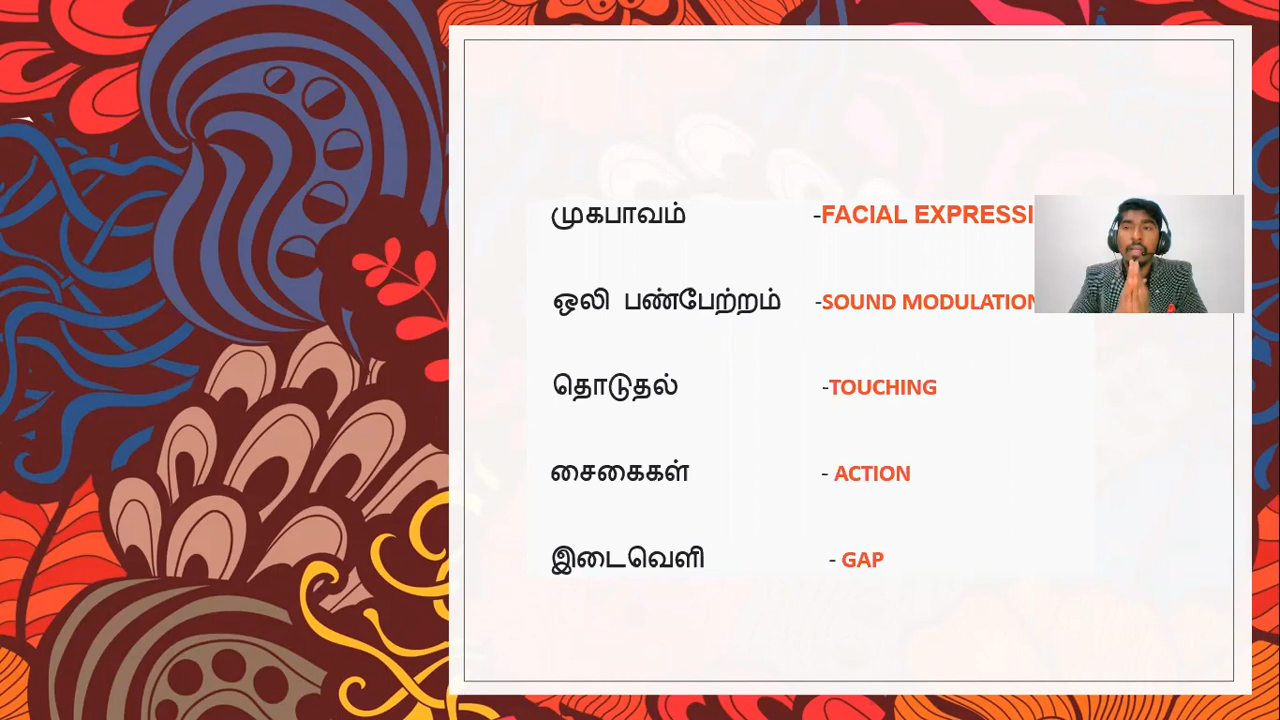 முகபாவம் -FACIAL EXPRESSI
ஒலி பண்பேற்றம் -SOUND MODULATION
தொடுதல் -TOUCHING
சைகைகள் - ACTION
இடைவெளி - GAP